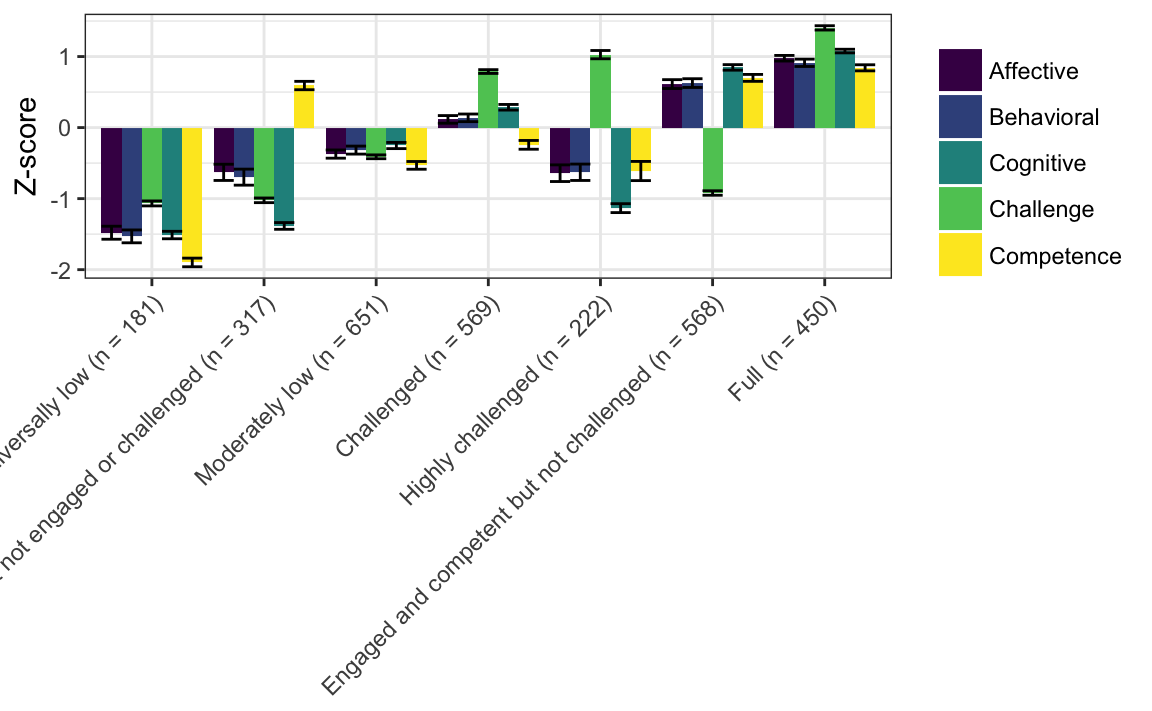 Z-score
1
0
-1
-2
Affective
Behavioral
Cognitive
Challenge
Competence
low (n = 181)
not engaged or challenged (n = 317)
Moderately low (n = 651)
Challenged (n = 569)
Highly challenged (n = 222)
Engaged and competent but not challenged (n = 568)
Full (n = 450)